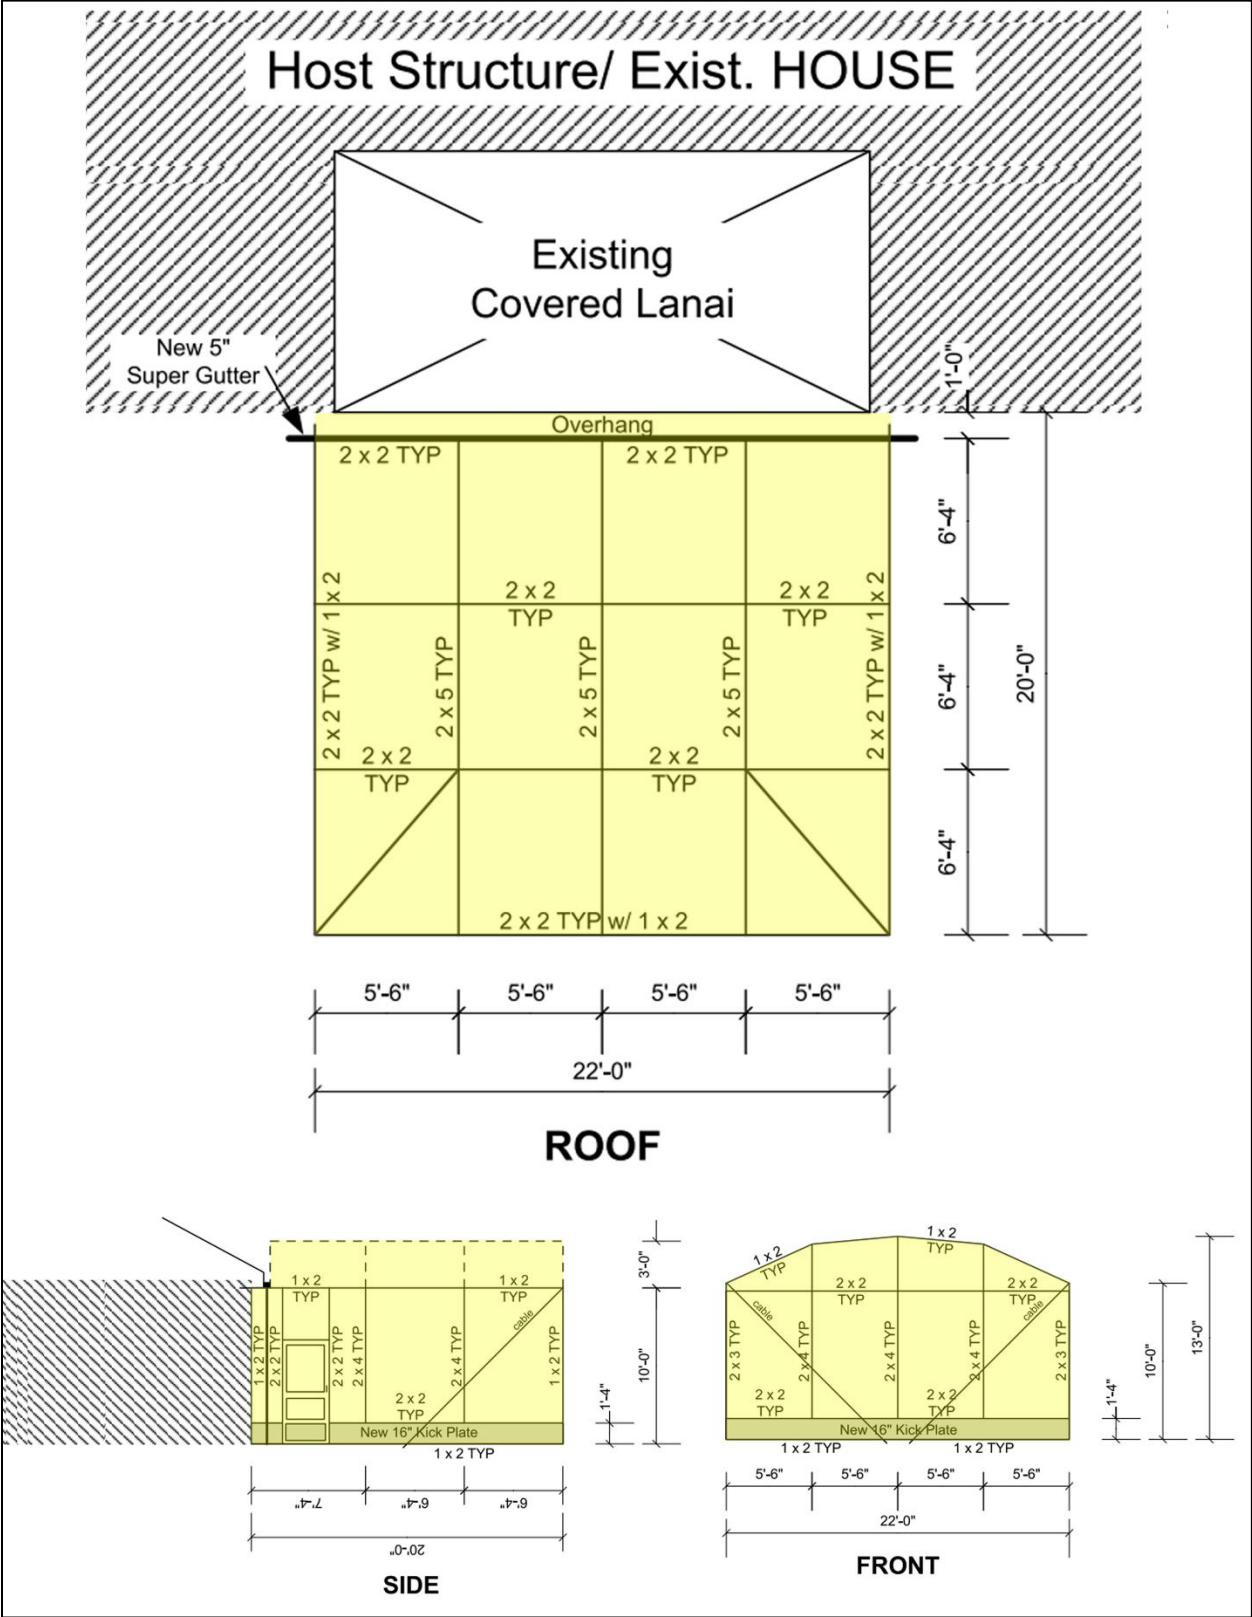 Host Structure/ Exist. HOUSE
Existing
Covered Lanai
New 5"
Super Gutter
1'-0"
Overhang
2 x 2 TYP
2 x 2 TYP
6'-4"
2 x 2 TYP w/ 1 x 2
2 x 2
TYP
2 x 2
TYP
2 x 2 TYP w/ 1 x 2
2 x 5 TYP
2 x 5 TYP
2 x 5 TYP
6'-4"
20'-0"
2 x 2
TYP
2 x 2
TYP
6'-4"
2 x 2 TYP w/ 1 x 2
5'-6"
5'-6"
5'-6"
5'-6"
22'-0"
ROOF
1 x 2
TYP
1 x 2
TYP
3'-0"
cable
1 x 2 TYP
2 x 2 TYP
2 x 2 TYP
2 x 4 TYP
2 x 4 TYP
1 x 2 TYP
10'-0"
2 x 2
TYP
1'-4"
New 16" Kick Plate
1 x 2 TYP
7'-4"
6'-4"
6'-4"
20'-0"
SIDE
1 x 2
TYP
1 x 2
TYP
2 x 2
TYP
2 x 2
TYP
cable
cable
2 x 3 TYP
2 x 4 TYP
2 x 4 TYP
2 x 4 TYP
2 x 3 TYP
13'-0"
10'-0"
2 x 2
TYP
2 x 2
TYP
1'-4"
New 16" Kick Plate
1 x 2 TYP
1 x 2 TYP
5'-6"
5'-6"
5'-6"
5'-6"
22'-0"
FRONT